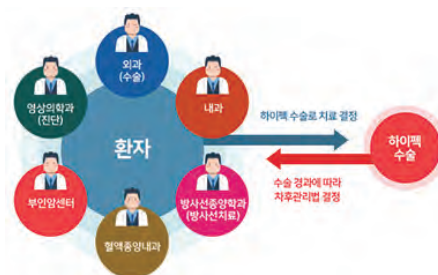 외과
(수술)
영상의학과
(진단)
내과
환자
하이펙 수술로 치료 결정
하이펙
수술
수술 경과에 따라
차후관리법 결정
부인암센터
방사선종양학과
(방사선치료)
혈액종양내과